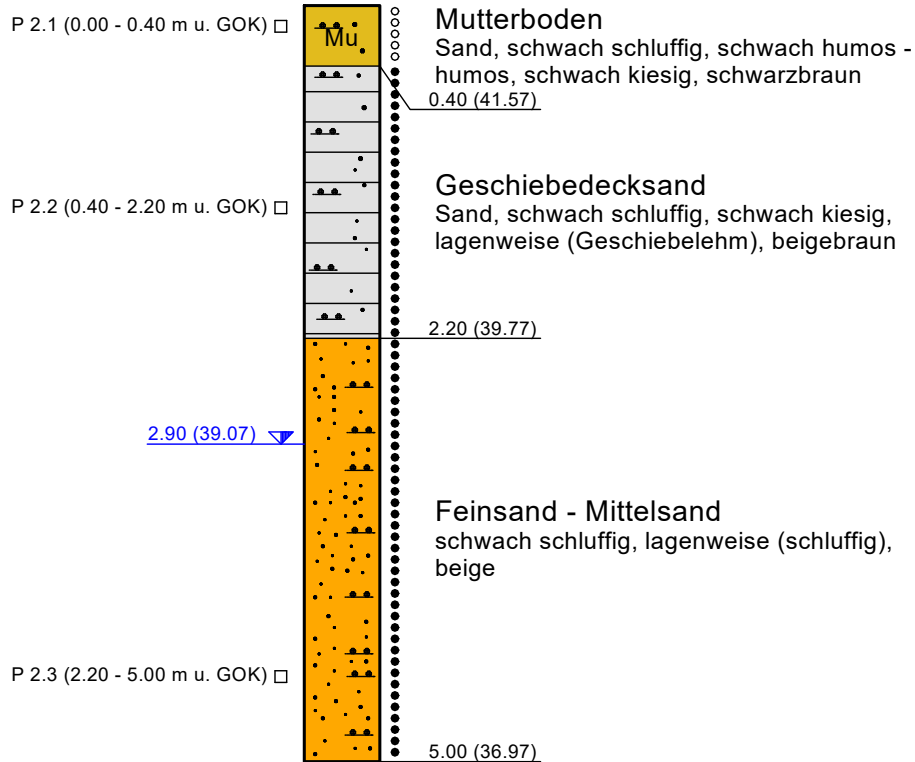 P 2.1 (0.00 - 0.40 m u. GOK)
Mu
Mutterboden
Sand, schwach schluffig, schwach humos -
humos, schwach kiesig, schwarzbraun
0.40 (41.57)
P 2.2 (0.40 - 2.20 m u. GOK)
Geschiebedecksand
Sand, schwach schluffig, schwach kiesig,
lagenweise (Geschiebelehm), beigebraun
2.20 (39.77)
2.90 (39.07)
Feinsand - Mittelsand
schwach schluffig, lagenweise (schluffig),
beige
P 2.3 (2.20 - 5.00 m u. GOK)
5.00 (36.97)